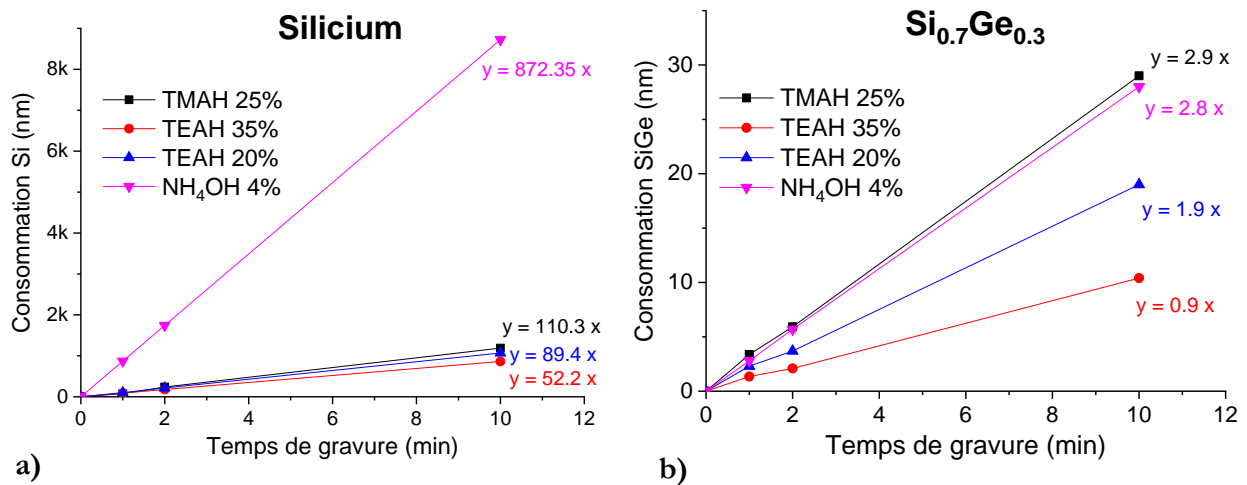 Silicium
Consommation Si (nm)
8k
6k
4k
2k
0
TMAH 25%
TEAH 35%
TEAH 20%
NH₄OH 4%
y = 872.35 x
y = 110.3 x
y = 89.4 x
y = 52.2 x
0 2 4 6 8 10 12
Temps de gravure (min)
a)
Si₀.₇Ge₀.₃
Consommation SiGe (nm)
30
20
10
0
TMAH 25%
TEAH 35%
TEAH 20%
NH₄OH 4%
y = 2.9 x
y = 2.8 x
y = 1.9 x
y = 0.9 x
0 2 4 6 8 10 12
Temps de gravure (min)
b)